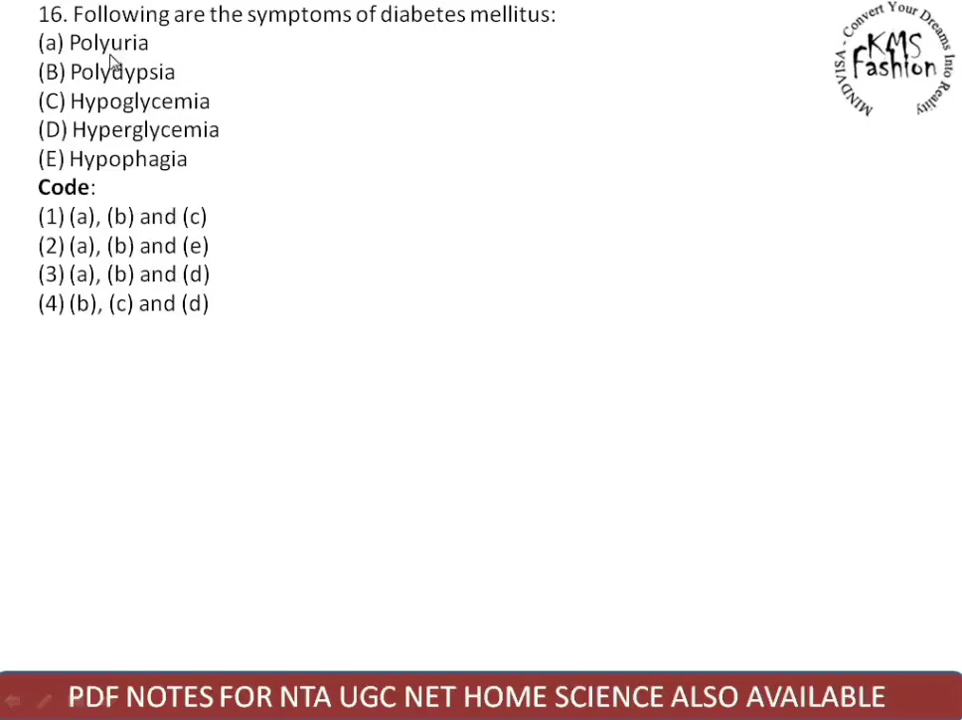 16. Following are the symptoms of diabetes mellitus:
(a) Polyuria
(B) Polydypsia
(C) Hypoglycemia
(D) Hyperglycemia
(E) Hypophagia
Code:
(1) (a), (b) and (c)
(2) (a), (b) and (e)
(3) (a), (b) and (d)
(4) (b), (c) and (d)
MINDVISA - Convert Your Dreams Into Reality
KMS
Fashion
PDF NOTES FOR NTA UGC NET HOME SCIENCE ALSO AVAILABLE